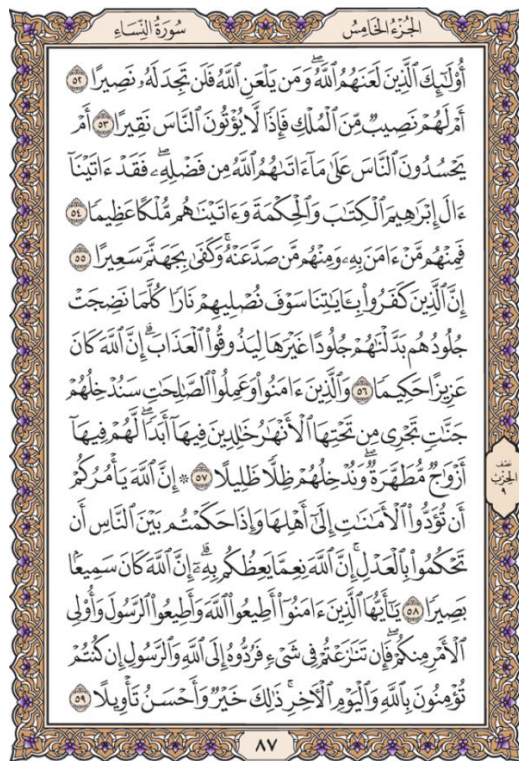 الجُزْءُ الخَامِسُ سُورَةُ النِّسَاءِ
أُوْلَٰٓئِكَ ٱلَّذِينَ لَعَنَهُمُ ٱللَّهُۖ وَمَن يَلْعَنِ ٱللَّهُ فَلَن تَجِدَ لَهُۥ نَصِيرًا ٥٢
أَمْ لَهُمْ نَصِيبٌ مِّنَ ٱلْمُلْكِ فَإِذًا لَّا يُؤْتُونَ ٱلنَّاسَ نَقِيرًا ٥٣ أَمْ
يَحْسُدُونَ ٱلنَّاسَ عَلَىٰ مَآ ءَاتَىٰهُمُ ٱللَّهُ مِن فَضْلِهِۦۖ فَقَدْ ءَاتَيْنَآ
ءَالَ إِبْرَٰهِيمَ ٱلْكِتَٰبَ وَٱلْحِكْمَةَ وَءَاتَيْنَٰهُم مُّلْكًا عَظِيمًا ٥٤
فَمِنْهُم مَّنْ ءَامَنَ بِهِۦ وَمِنْهُم مَّن صَدَّ عَنْهُۚ وَكَفَىٰ بِجَهَنَّمَ سَعِيرًا ٥٥
إِنَّ ٱلَّذِينَ كَفَرُواْ بِـَٔايَٰتِنَا سَوْفَ نُصْلِيهِمْ نَارًا كُلَّمَا نَضِجَتْ
جُلُودُهُم بَدَّلْنَٰهُمْ جُلُودًا غَيْرَهَا لِيَذُوقُواْ ٱلْعَذَابَۗ إِنَّ ٱللَّهَ كَانَ
عَزِيزًا حَكِيمًا ٥٦ وَٱلَّذِينَ ءَامَنُواْ وَعَمِلُواْ ٱلصَّٰلِحَٰتِ سَنُدْخِلُهُمْ
جَنَّٰتٍ تَجْرِي مِن تَحْتِهَا ٱلْأَنْهَٰرُ خَٰلِدِينَ فِيهَآ أَبَدًاۖ لَّهُمْ فِيهَآ
أَزْوَٰجٌ مُّطَهَّرَةٌۖ وَنُدْخِلُهُمْ ظِلًّا ظَلِيلًا ٥٧ ۞ إِنَّ ٱللَّهَ يَأْمُرُكُمْ
أَن تُؤَدُّواْ ٱلْأَمَٰنَٰتِ إِلَىٰٓ أَهْلِهَا وَإِذَا حَكَمْتُم بَيْنَ ٱلنَّاسِ أَن
تَحْكُمُواْ بِٱلْعَدْلِۚ إِنَّ ٱللَّهَ نِعِمَّا يَعِظُكُم بِهِۦٓۗ إِنَّ ٱللَّهَ كَانَ سَمِيعًۢا
بَصِيرًا ٥٨ يَٰٓأَيُّهَا ٱلَّذِينَ ءَامَنُوٓاْ أَطِيعُواْ ٱللَّهَ وَأَطِيعُواْ ٱلرَّسُولَ وَأُوْلِي
ٱلْأَمْرِ مِنكُمْۖ فَإِن تَنَٰزَعْتُمْ فِي شَيْءٍ فَرُدُّوهُ إِلَى ٱللَّهِ وَٱلرَّسُولِ إِن كُنتُمْ
تُؤْمِنُونَ بِٱللَّهِ وَٱلْيَوْمِ ٱلْأٓخِرِۚ ذَٰلِكَ خَيْرٌ وَأَحْسَنُ تَأْوِيلًا ٥٩
نصف
الحزب
٩
٨٧